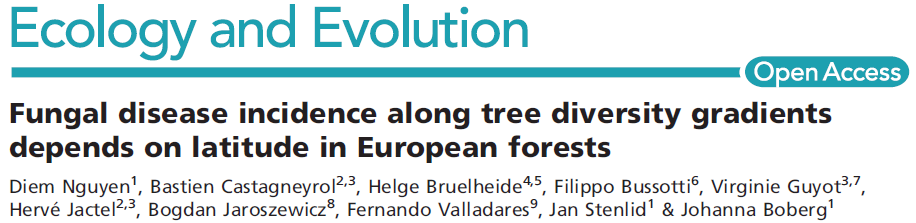 Ecology and Evolution
Open Access
Fungal disease incidence along tree diversity gradients
depends on latitude in European forests
Diem Nguyen1, Bastien Castagneyrol2,3, Helge Bruelheide4,5, Filippo Bussotti6, Virginie Guyot3,7,
Hervé Jactel2,3, Bogdan Jaroszewicz8, Fernando Valladares9, Jan Stenlid1 & Johanna Boberg1